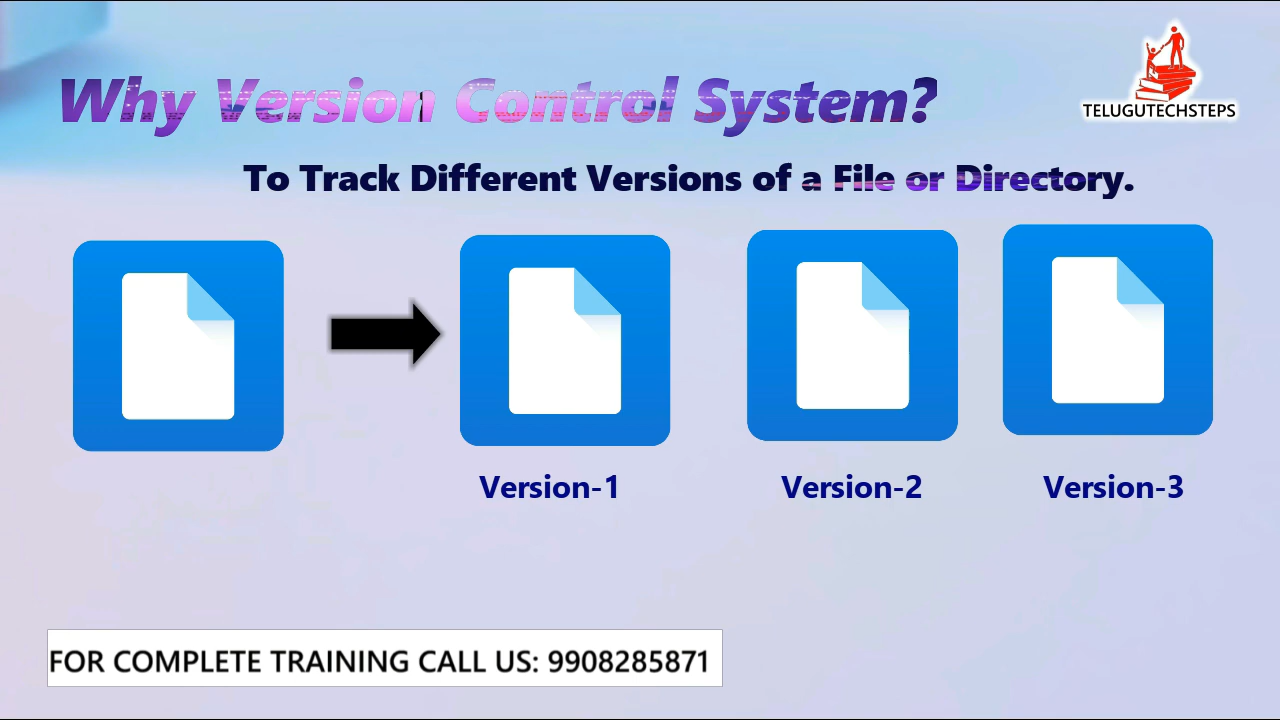 Why Version Control System?
TELUGUTECHSTEPS
To Track Different Versions of a File or Directory.
Version-1
Version-2
Version-3
FOR COMPLETE TRAINING CALL US: 9908285871